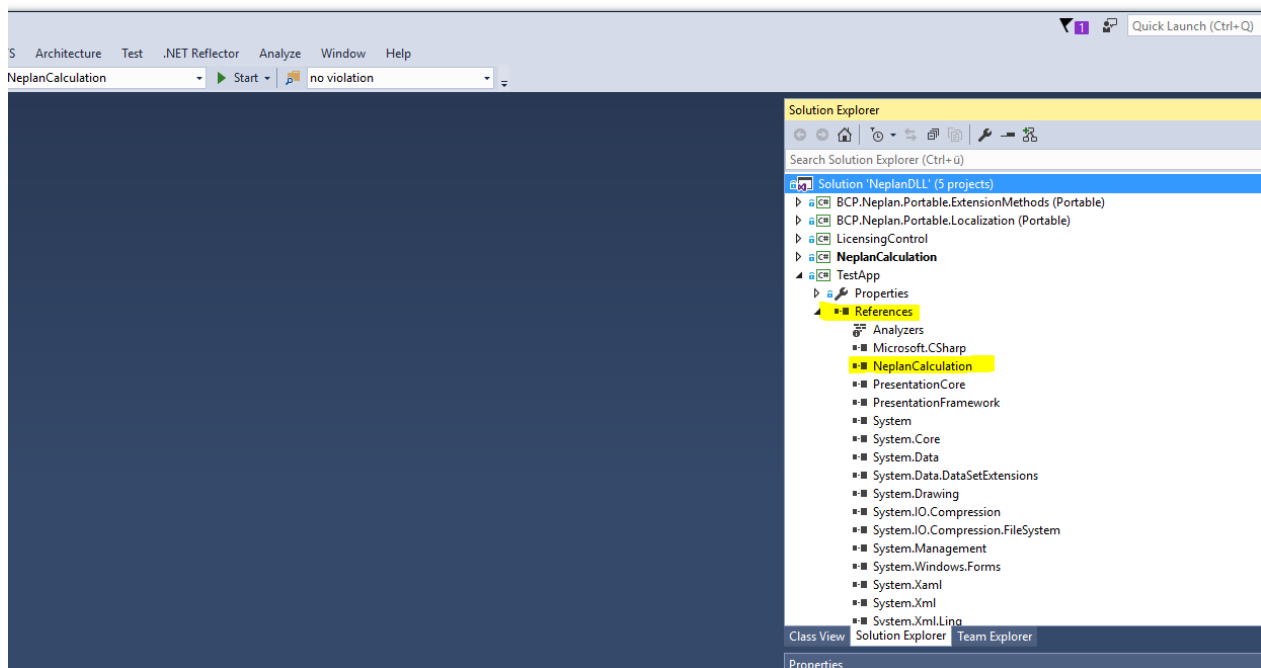 1
Quick Launch (Ctrl+Q)
S Architecture Test .NET Reflector Analyze Window Help
NeplanCalculation Start no violation
Solution Explorer
Search Solution Explorer (Ctrl+ü)
Solution 'NeplanDLL' (5 projects)
C# BCP.Neplan.Portable.ExtensionMethods (Portable)
C# BCP.Neplan.Portable.Localization (Portable)
C# LicensingControl
C# NeplanCalculation
C# TestApp
Properties
References
Analyzers
Microsoft.CSharp
NeplanCalculation
PresentationCore
PresentationFramework
System
System.Core
System.Data
System.Data.DataSetExtensions
System.Drawing
System.IO.Compression
System.IO.Compression.FileSystem
System.Management
System.Windows.Forms
System.Xaml
System.Xml
System.Xml.Linq
Class View Solution Explorer Team Explorer
Properties